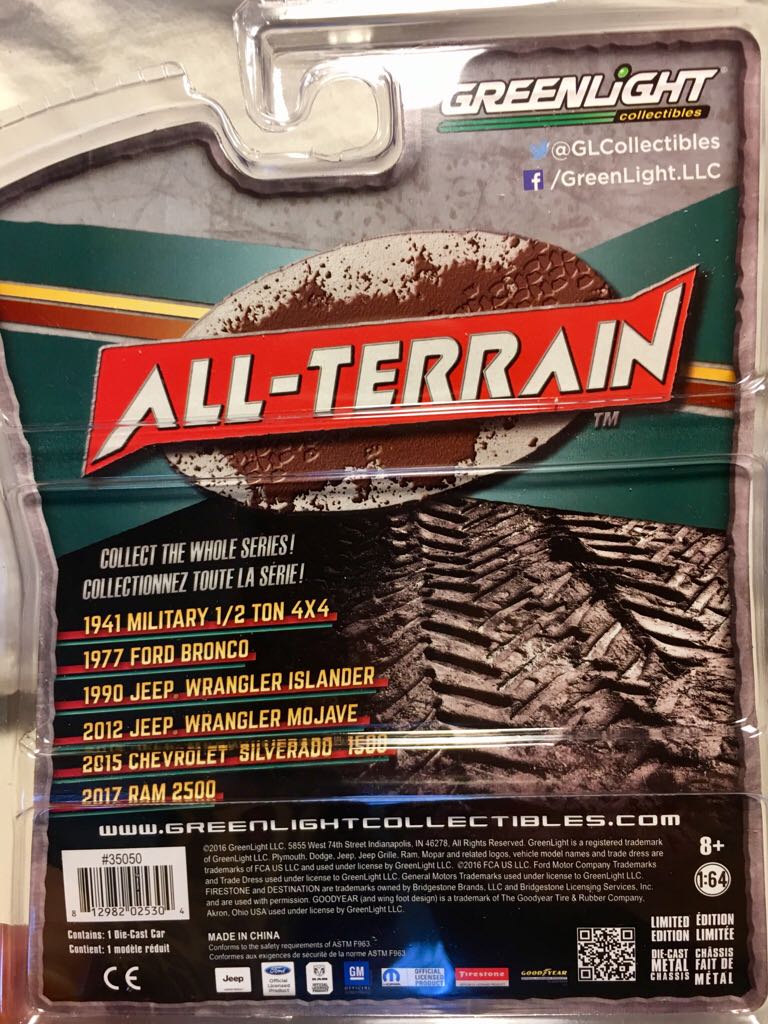 GREENLIGHT
collectibles
@GLCollectibles
f /GreenLight.LLC
ALL-TERRAIN
TM
COLLECT THE WHOLE SERIES!
COLLECTIONNEZ TOUTE LA SÉRIE!
1941 MILITARY 1/2 TON 4X4
1977 FORD BRONCO
1990 JEEP® WRANGLER ISLANDER
2012 JEEP® WRANGLER MOJAVE
2015 CHEVROLET SILVERADO 1500
2017 RAM 2500
www.GREENLIGHTCOLLECTIBLES.com
#35050
8 12982 02530 4
Contains: 1 Die-Cast Car
Contient: 1 modèle réduit
CE
©2016 GreenLight LLC. 5855 West 74th Street Indianapolis, IN 46278. All Rights Reserved. GreenLight is a registered trademark
of GreenLight LLC. Plymouth, Dodge, Jeep, Jeep Grille, Ram, Mopar and related logos, vehicle model names and trade dress are
trademarks of FCA US LLC and used under license by GreenLight LLC. ©2016 FCA US LLC. Ford Motor Company Trademarks
and Trade Dress used under license to GreenLight LLC. General Motors Trademarks used under license to GreenLight LLC.
FIRESTONE and DESTINATION are trademarks owned by Bridgestone Brands, LLC and Bridgestone Licensing Services, Inc.
and are used with permission. GOODYEAR (and wing foot design) is a trademark of The Goodyear Tire & Rubber Company,
Akron, Ohio USA used under license by GreenLight LLC.
MADE IN CHINA
Conforms to the safety requirements of ASTM F963.
Conforme aux exigences de sécurité de la norme ASTM F963.
8+
1:64
LIMITED EDITION
ÉDITION LIMITÉE
DIE-CAST METAL CHASSIS
CHÂSSIS FAIT DE MÉTAL
Jeep
Ford
Official Licensed Product
RAM
GM
OFFICIAL
OFFICIAL LICENSED PRODUCT
Firestone
GOODYEAR